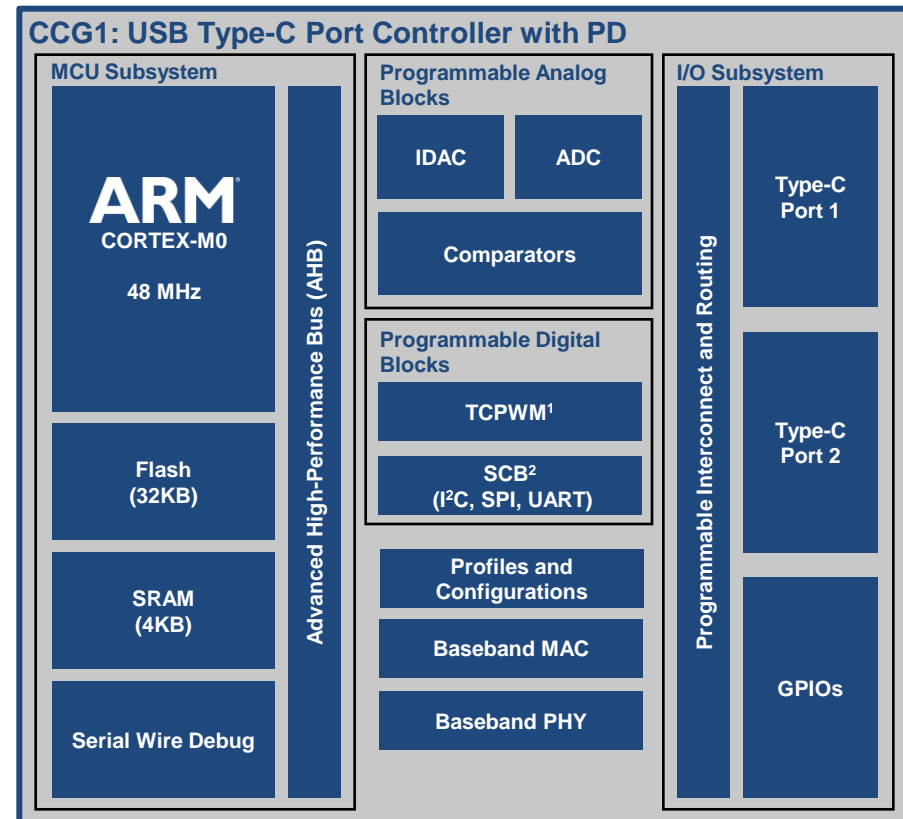 CCG1: USB Type-C Port Controller with PD
MCU Subsystem
ARM
CORTEX-M0
48 MHz
Flash
(32KB)
SRAM
(4KB)
Serial Wire Debug
Advanced High-Performance Bus (AHB)
Programmable Analog
Blocks
IDAC
ADC
Comparators
Programmable Digital
Blocks
TCPWM¹
SCB²
(I²C, SPI, UART)
Profiles and
Configurations
Baseband MAC
Baseband PHY
I/O Subsystem
Programmable Interconnect and Routing
Type-C
Port 1
Type-C
Port 2
GPIOs